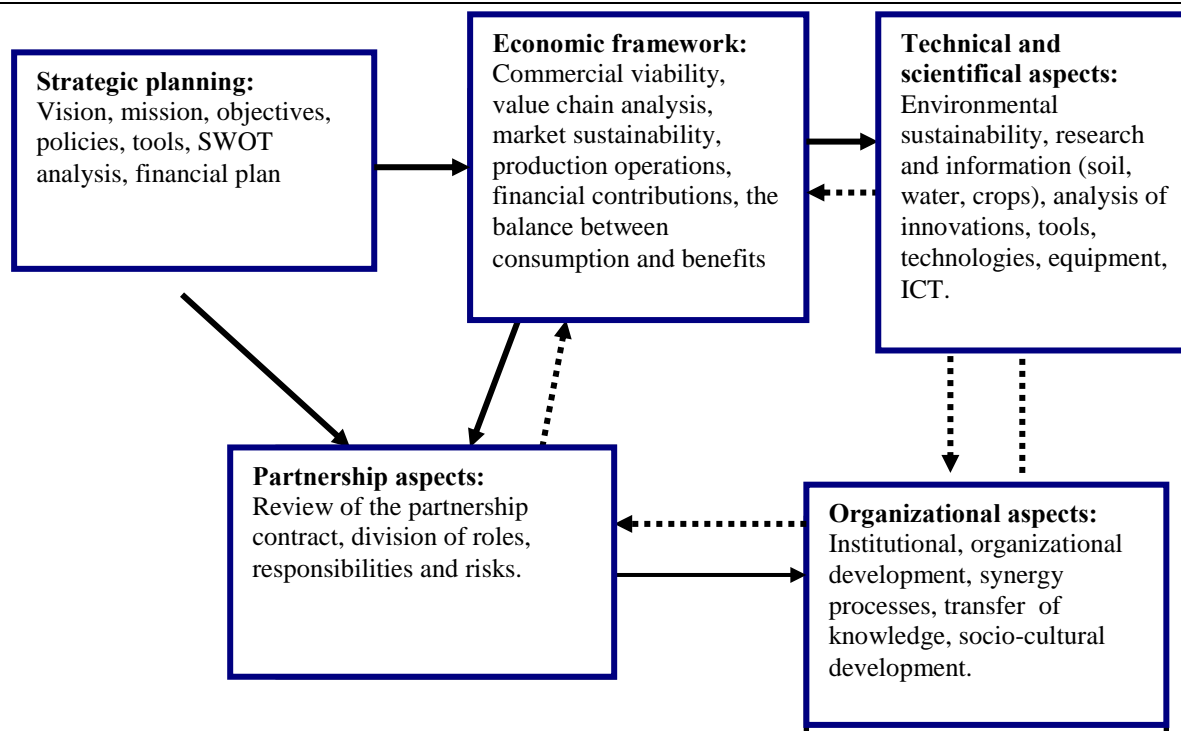 Strategic planning:
Vision, mission, objectives,
policies, tools, SWOT
analysis, financial plan
Economic framework:
Commercial viability,
value chain analysis,
market sustainability,
production operations,
financial contributions, the
balance between
consumption and benefits
Technical and
scientifical aspects:
Environmental
sustainability, research
and information (soil,
water, crops), analysis of
innovations, tools,
technologies, equipment,
ICT.
Partnership aspects:
Review of the partnership
contract, division of roles,
responsibilities and risks.
Organizational aspects:
Institutional, organizational
development, synergy
processes, transfer of
knowledge, socio-cultural
development.